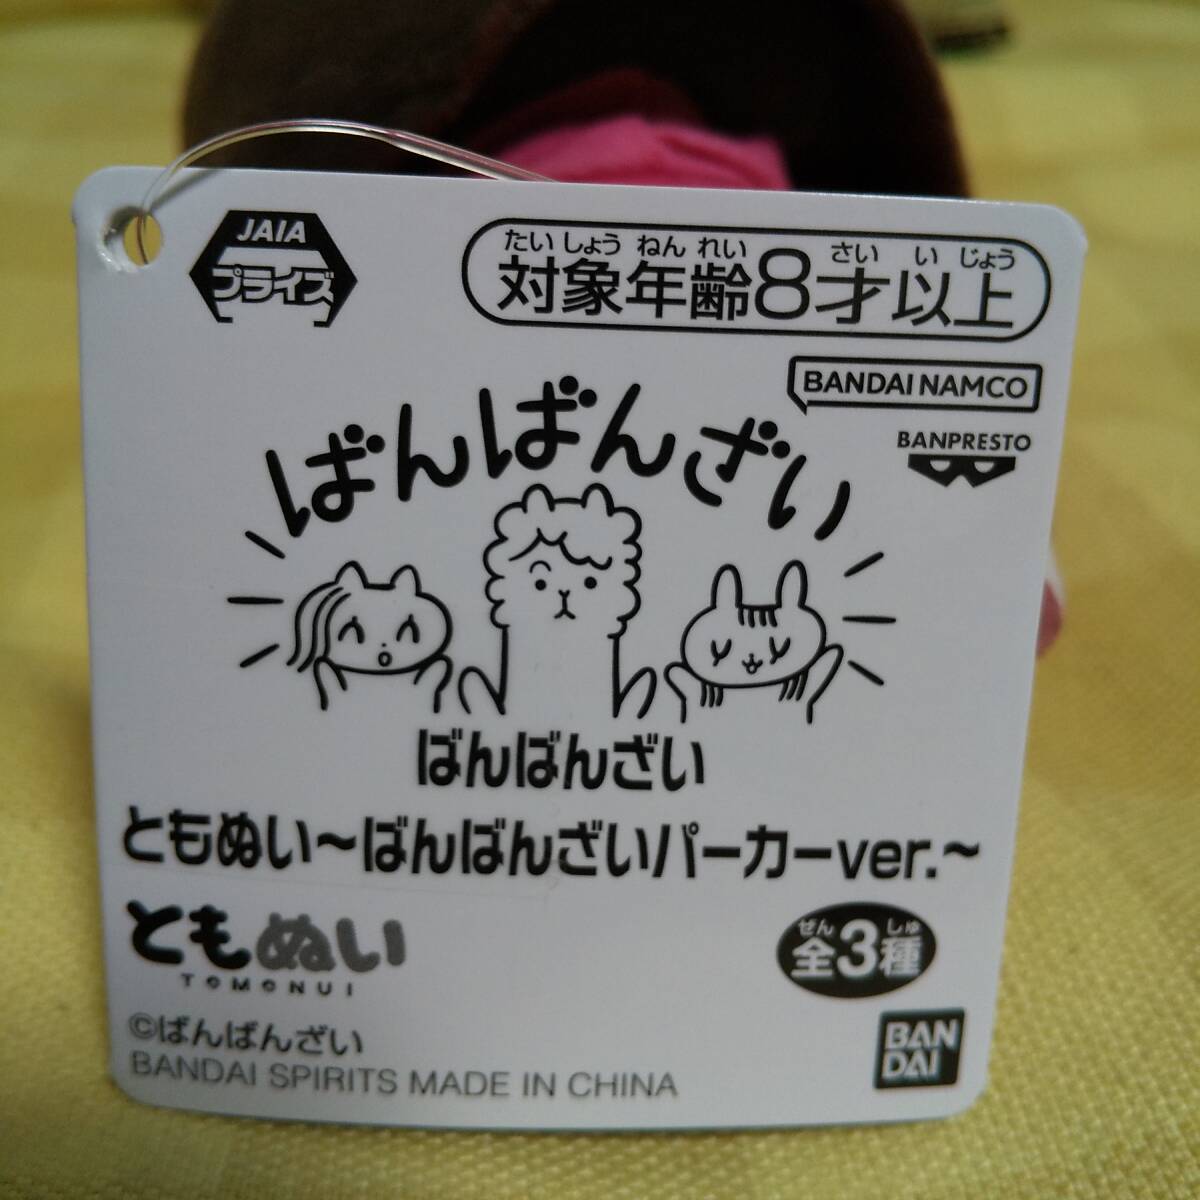 JAIA
プライズ
たいしょうねんれい さいいじょう
対象年齢8才以上
BANDAI NAMCO
BANPRESTO
ばんばんざい
ばんばんざい
ともぬい～ばんばんざいパーカーver.～
ともぬい
TOMONUI
ぜん しゅ
全3種
©ばんばんざい
BANDAI SPIRITS MADE IN CHINA
BAN
DAI